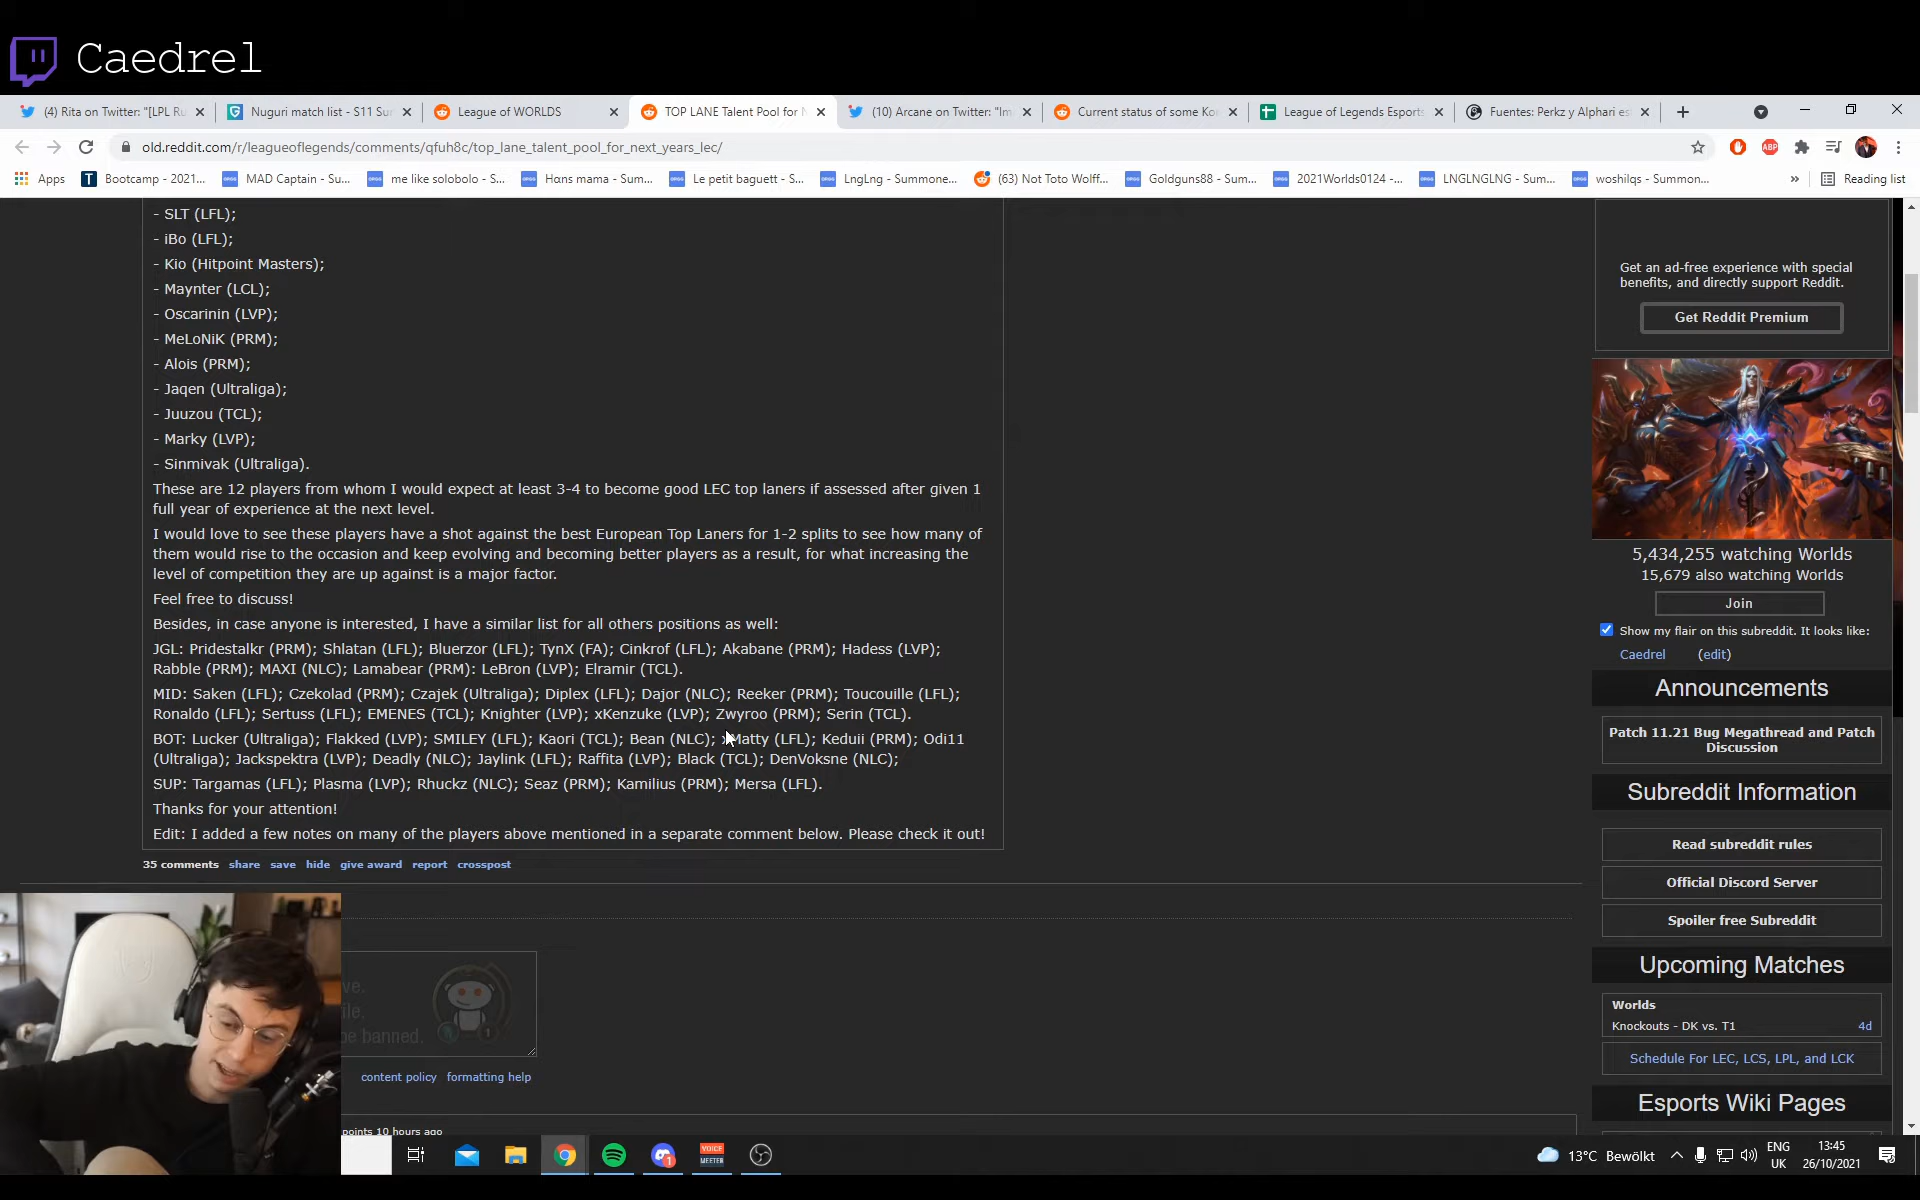 Caedrel
(4) Rita on Twitter: "[LPL Ru
Nuguri match list - S11 Su
League of WORLDS
TOP LANE Talent Pool for N
(10) Arcane on Twitter: "Im
Current status of some Ko
League of Legends Esports
Fuentes: Perkz y Alphari es
old.reddit.com/r/leagueoflegends/comments/qfuh8c/top_lane_talent_pool_for_next_years_lec/
ABP
Apps
Bootcamp - 2021...
MAD Captain - Su...
me like solobolo - S...
Hαns mama - Sum...
Le petit baguett - S...
LngLng - Summone...
(63) Not Toto Wolff...
Goldguns88 - Sum...
2021Worlds0124 -...
LNGLNGLNG - Sum...
woshilqs - Summon...
»
Reading list
- SLT (LFL);
- iBo (LFL);
- Kio (Hitpoint Masters);
- Maynter (LCL);
- Oscarinin (LVP);
- MeLoNiK (PRM);
- Alois (PRM);
- Jaqen (Ultraliga);
- Juuzou (TCL);
- Marky (LVP);
- Sinmivak (Ultraliga).
These are 12 players from whom I would expect at least 3-4 to become good LEC top laners if assessed after given 1
full year of experience at the next level.
I would love to see these players have a shot against the best European Top Laners for 1-2 splits to see how many of
them would rise to the occasion and keep evolving and becoming better players as a result, for what increasing the
level of competition they are up against is a major factor.
Feel free to discuss!
Besides, in case anyone is interested, I have a similar list for all others positions as well:
JGL: Pridestalkr (PRM); Shlatan (LFL); Bluerzor (LFL); TynX (FA); Cinkrof (LFL); Akabane (PRM); Hadess (LVP);
Rabble (PRM); MAXI (NLC); Lamabear (PRM): LeBron (LVP); Elramir (TCL).
MID: Saken (LFL); Czekolad (PRM); Czajek (Ultraliga); Diplex (LFL); Dajor (NLC); Reeker (PRM); Toucouille (LFL);
Ronaldo (LFL); Sertuss (LFL); EMENES (TCL); Knighter (LVP); xKenzuke (LVP); Zwyroo (PRM); Serin (TCL).
BOT: Lucker (Ultraliga); Flakked (LVP); SMILEY (LFL); Kaori (TCL); Bean (NLC); xMatty (LFL); Keduii (PRM); Odi11
(Ultraliga); Jackspektra (LVP); Deadly (NLC); Jaylink (LFL); Raffita (LVP); Black (TCL); DenVoksne (NLC);
SUP: Targamas (LFL); Plasma (LVP); Rhuckz (NLC); Seaz (PRM); Kamilius (PRM); Mersa (LFL).
Thanks for your attention!
Edit: I added a few notes on many of the players above mentioned in a separate comment below. Please check it out!
35 comments share save hide give award report crosspost
ve.
ile.
be banned.
content policy formatting help
points 10 hours ago
Get an ad-free experience with special
benefits, and directly support Reddit.
Get Reddit Premium
5,434,255 watching Worlds
15,679 also watching Worlds
Join
Show my flair on this subreddit. It looks like:
Caedrel (edit)
Announcements
Patch 11.21 Bug Megathread and Patch
Discussion
Subreddit Information
Read subreddit rules
Official Discord Server
Spoiler free Subreddit
Upcoming Matches
Worlds
Knockouts - DK vs. T1 4d
Schedule For LEC, LCS, LPL, and LCK
Esports Wiki Pages
VOICE
MEETER
13°C Bewölkt
ENG
UK
13:45
26/10/2021